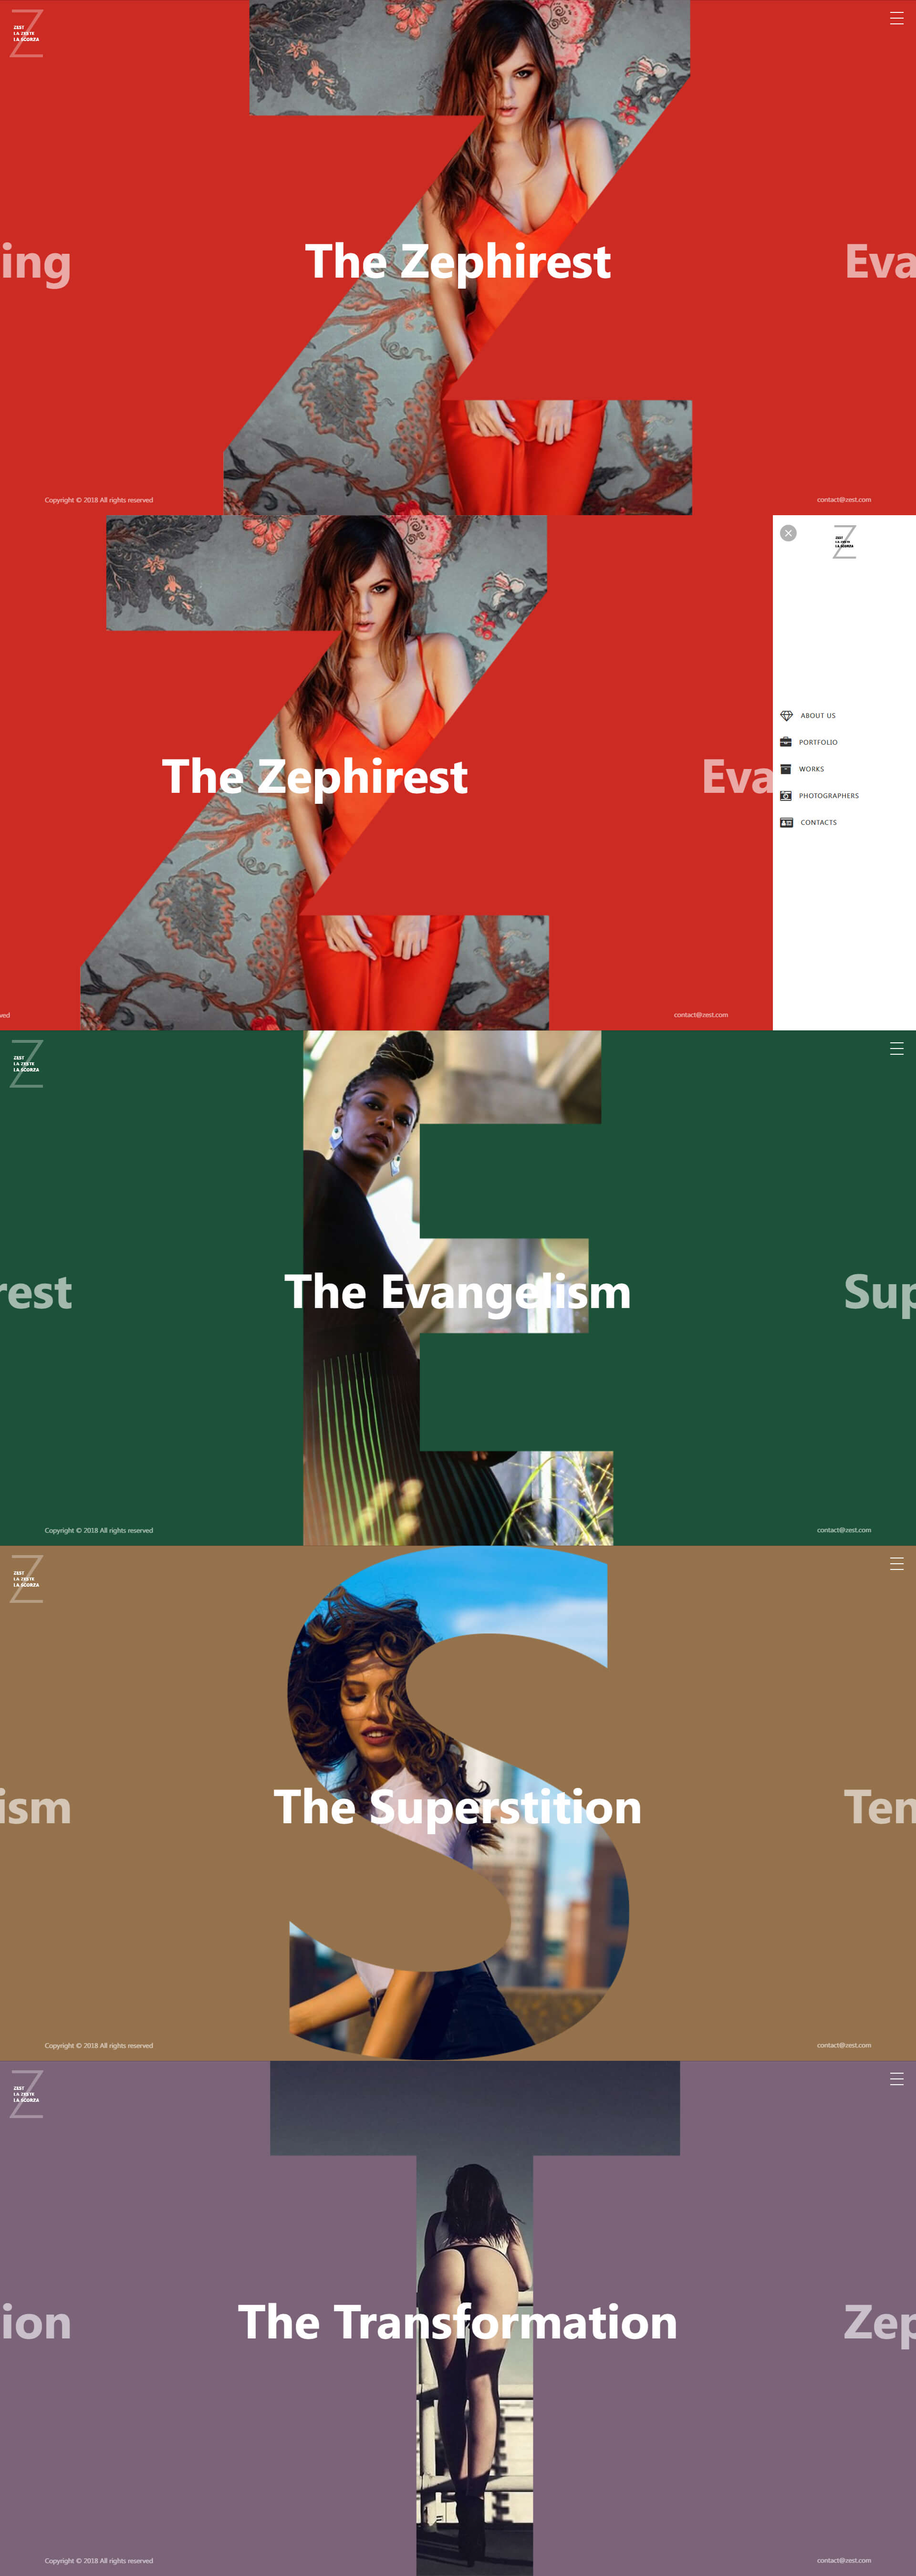 ZEST
LA ZESTE
LA SCORZA
ing
The Zephirest
Eva
Copyright © 2018 All rights reserved
contact@zest.com
ZEST
LA ZESTE
LA SCORZA
ABOUT US
PORTFOLIO
The Zephirest
Eva
WORKS
PHOTOGRAPHERS
CONTACTS
ved
contact@zest.com
ZEST
LA ZESTE
LA SCORZA
rest
The Evangelism
Sup
Copyright © 2018 All rights reserved
contact@zest.com
ZEST
LA ZESTE
LA SCORZA
ism
The Superstition
Ten
Copyright © 2018 All rights reserved
contact@zest.com
ZEST
LA ZESTE
LA SCORZA
ion
The Transformation
Zep
Copyright © 2018 All rights reserved
contact@zest.com